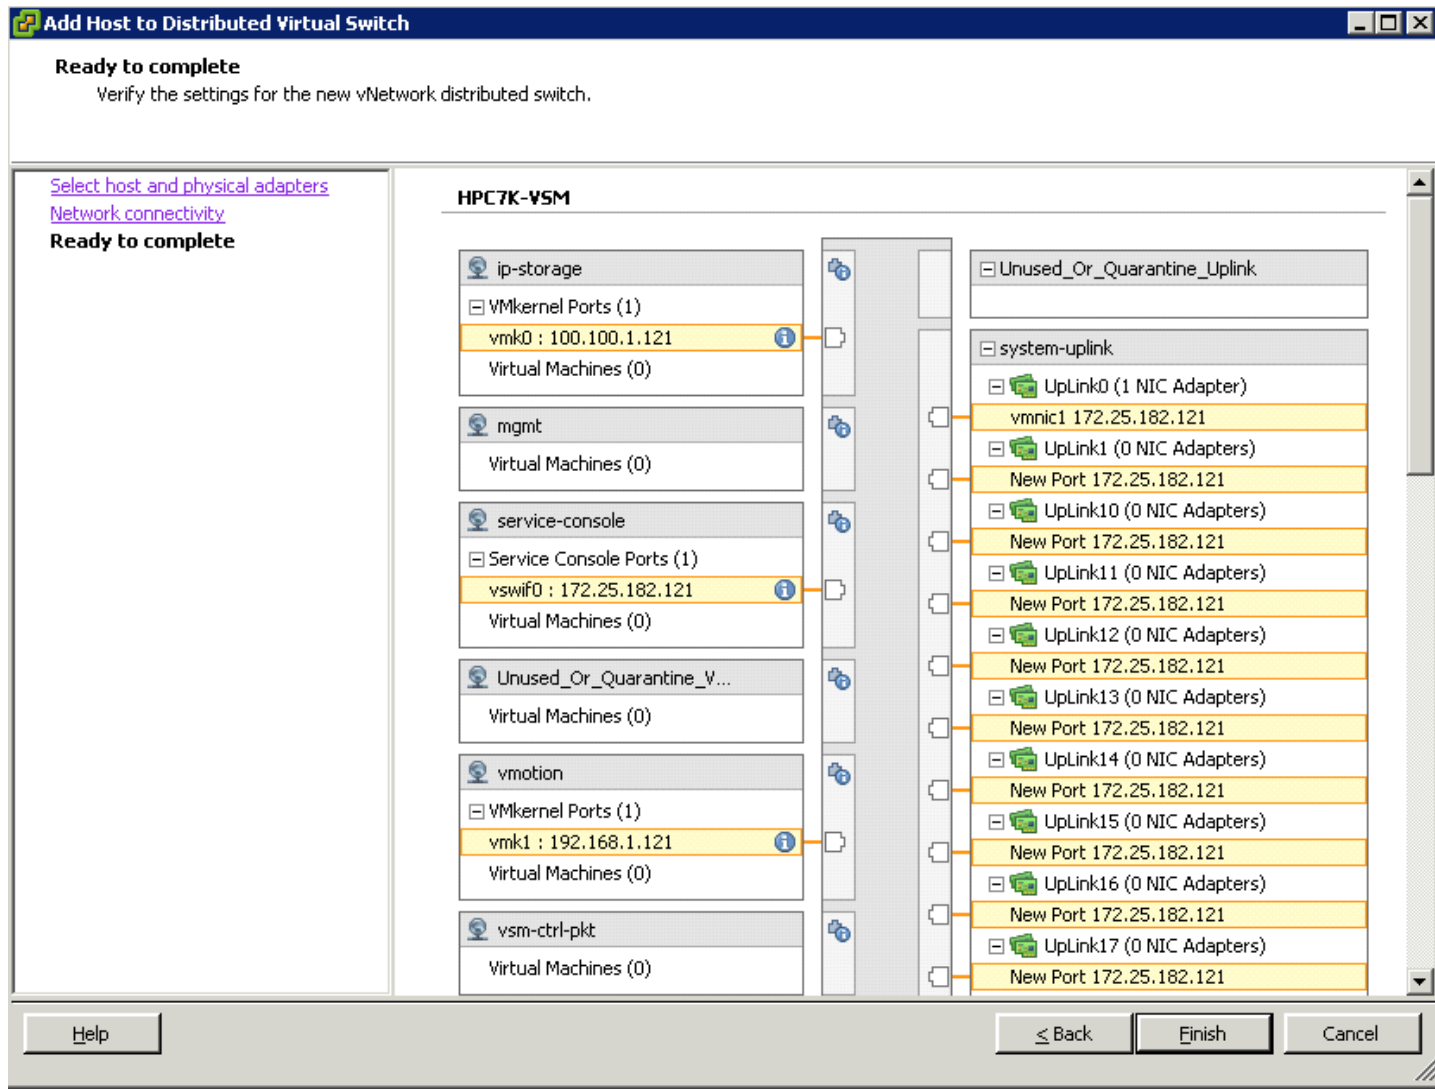 Add Host to Distributed Virtual Switch
Ready to complete
Verify the settings for the new vNetwork distributed switch.
Select host and physical adapters
Network connectivity
Ready to complete
HPC7K-VSM
ip-storage
VMkernel Ports (1)
vmk0 : 100.100.1.121
Virtual Machines (0)
mgmt
Virtual Machines (0)
service-console
Service Console Ports (1)
vswif0 : 172.25.182.121
Virtual Machines (0)
Unused_Or_Quarantine_V...
Virtual Machines (0)
vmotion
VMkernel Ports (1)
vmk1 : 192.168.1.121
Virtual Machines (0)
vsm-ctrl-pkt
Virtual Machines (0)
Unused_Or_Quarantine_Uplink
system-uplink
UpLink0 (1 NIC Adapter)
vmnic1 172.25.182.121
UpLink1 (0 NIC Adapters)
New Port 172.25.182.121
UpLink10 (0 NIC Adapters)
New Port 172.25.182.121
UpLink11 (0 NIC Adapters)
New Port 172.25.182.121
UpLink12 (0 NIC Adapters)
New Port 172.25.182.121
UpLink13 (0 NIC Adapters)
New Port 172.25.182.121
UpLink14 (0 NIC Adapters)
New Port 172.25.182.121
UpLink15 (0 NIC Adapters)
New Port 172.25.182.121
UpLink16 (0 NIC Adapters)
New Port 172.25.182.121
UpLink17 (0 NIC Adapters)
New Port 172.25.182.121
Help
< Back
Finish
Cancel